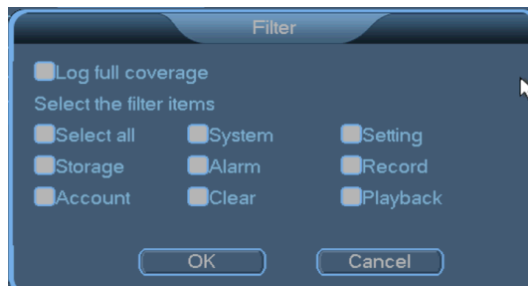 Filter
Log full coverage
Select the filter items
Select all System Setting
Storage Alarm Record
Account Clear Playback
OK Cancel